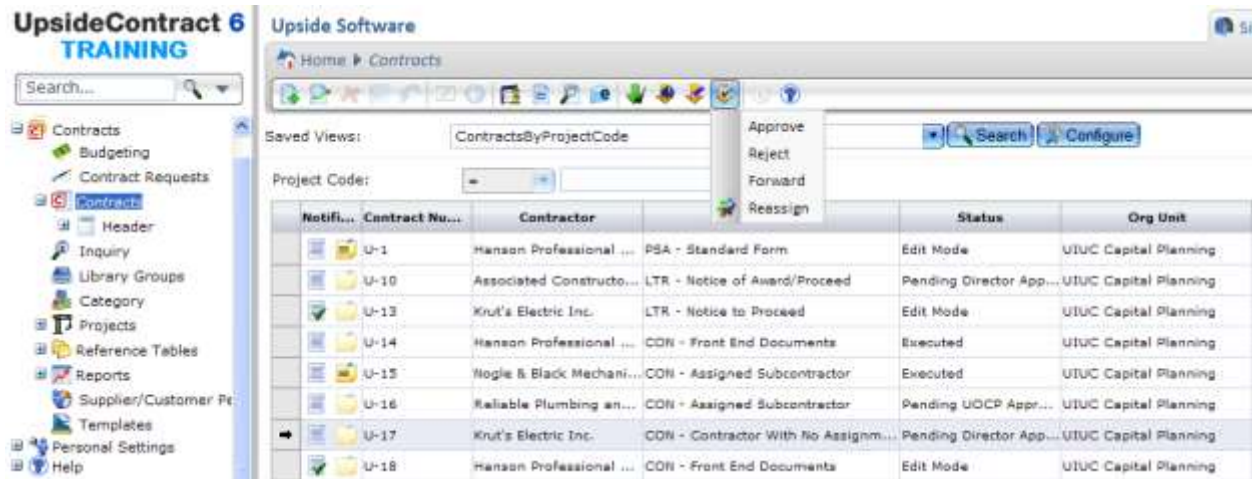 UpsideContract 6
TRAINING
Search...
Contracts
Budgeting
Contract Requests
Contracts
Header
Inquiry
Library Groups
Category
Projects
Reference Tables
Reports
Supplier/Customer Pe
Templates
Personal Settings
Help
Upside Software
Home Contracts
Approve
Reject
Forward
Reassign
Saved Views: ContractsByProjectCode Search Configure
Project Code: =
Notifi... Contract Nu... Contractor Status Org Unit
U-1 Hanson Professional ... PSA - Standard Form Edit Mode UIUC Capital Planning
U-10 Associated Constructo... LTR - Notice of Award/Proceed Pending Director App... UIUC Capital Planning
U-13 Krut's Electric Inc. LTR - Notice to Proceed Edit Mode UIUC Capital Planning
U-14 Hanson Professional ... CON - Front End Documents Executed UIUC Capital Planning
U-15 Nogle & Black Mechani... CON - Assigned Subcontractor Executed UIUC Capital Planning
U-16 Reliable Plumbing an... CON - Assigned Subcontractor Pending UOCP Appr... UIUC Capital Planning
U-17 Krut's Electric Inc. CON - Contractor With No Assignm... Pending Director App... UIUC Capital Planning
U-18 Hanson Professional ... CON - Front End Documents Edit Mode UIUC Capital Planning